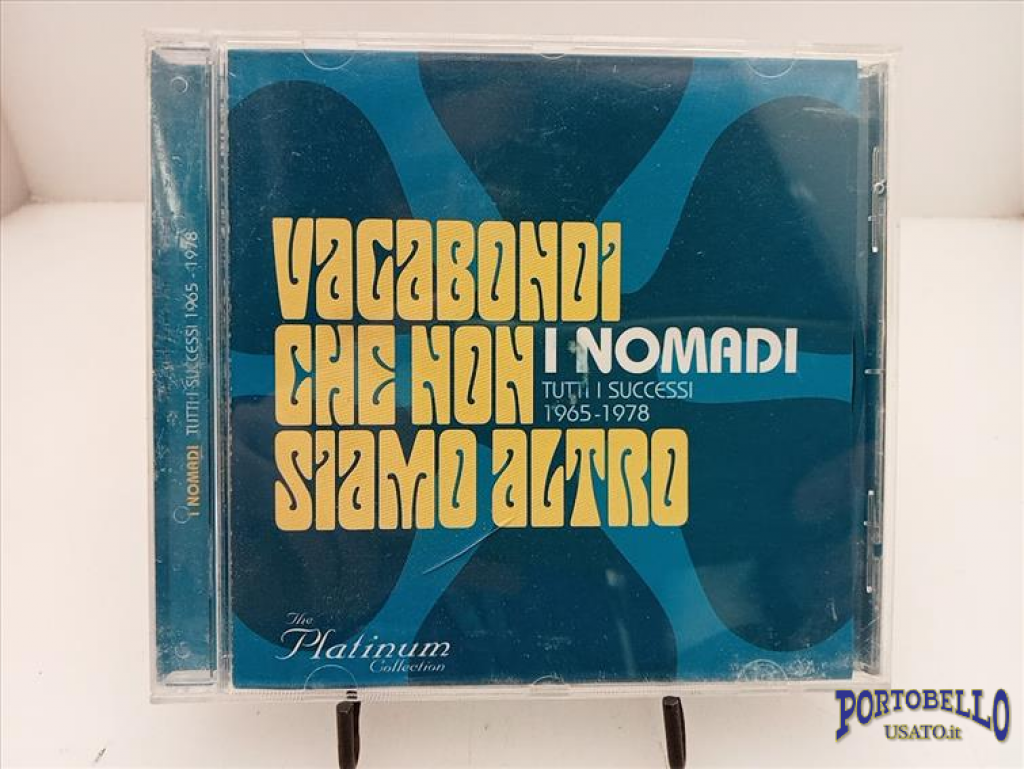 VAGABONDI
CHE NON
SIAMO ALTRO
I NOMADI
TUTTI I SUCCESSI
1965-1978
The
Platinum
Collection
I NOMADI TUTTI I SUCCESSI 1965-1978
PORTOBELLO
USATO.it